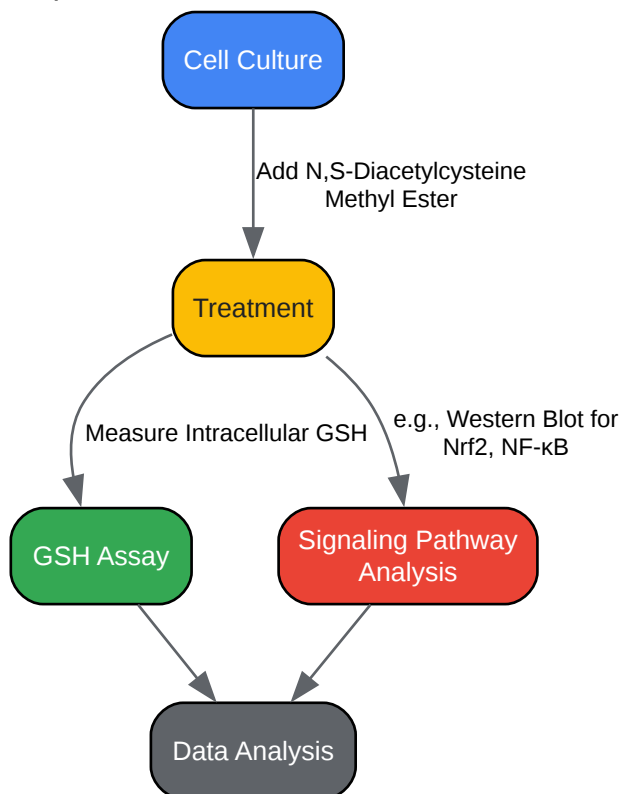 Cell Culture
Add N,S-Diacetylcysteine
Methyl Ester
Treatment
Measure Intracellular GSH
e.g., Western Blot for
Nrf2, NF-κB
GSH Assay
Signaling Pathway
Analysis
Data Analysis